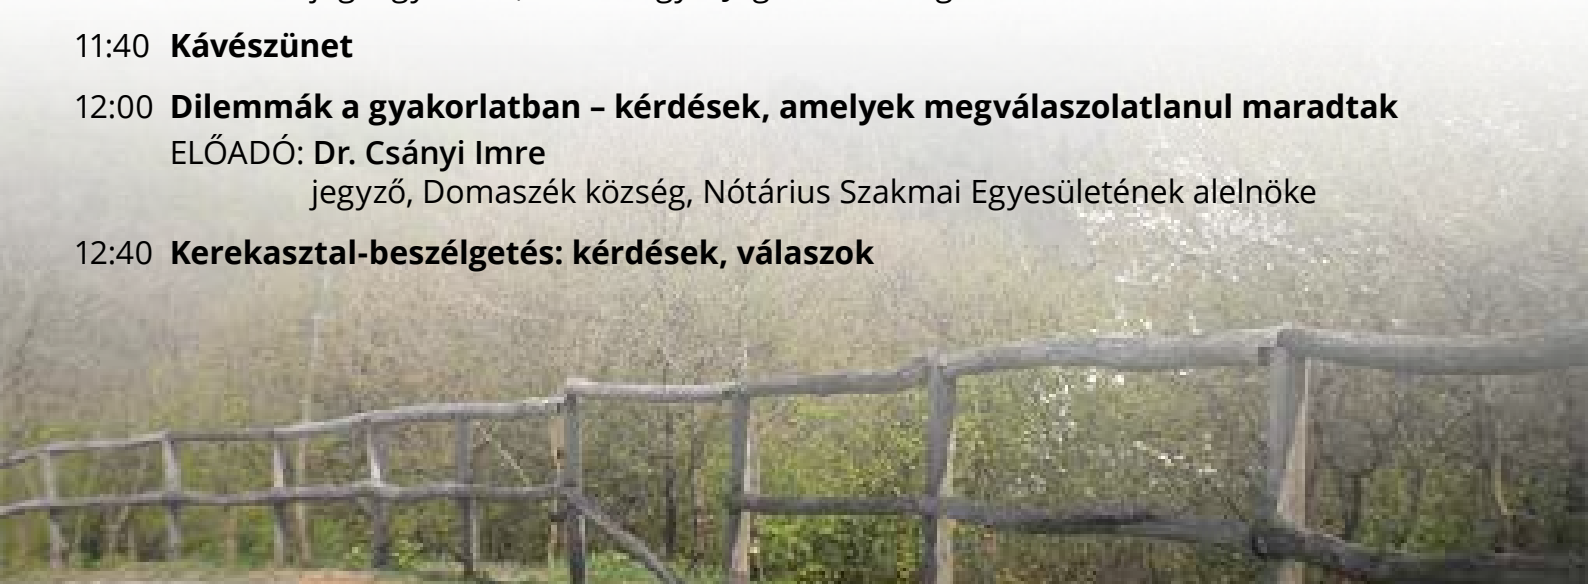 11:40 Kávészünet
12:00 Dilemmák a gyakorlatban – kérdések, amelyek megválaszolatlanul maradtak
ELŐADÓ: Dr. Csányi Imre
jegyző, Domaszék község, Nótárius Szakmai Egyesületének alelnöke
12:40 Kerekasztal-beszélgetés: kérdések, válaszok